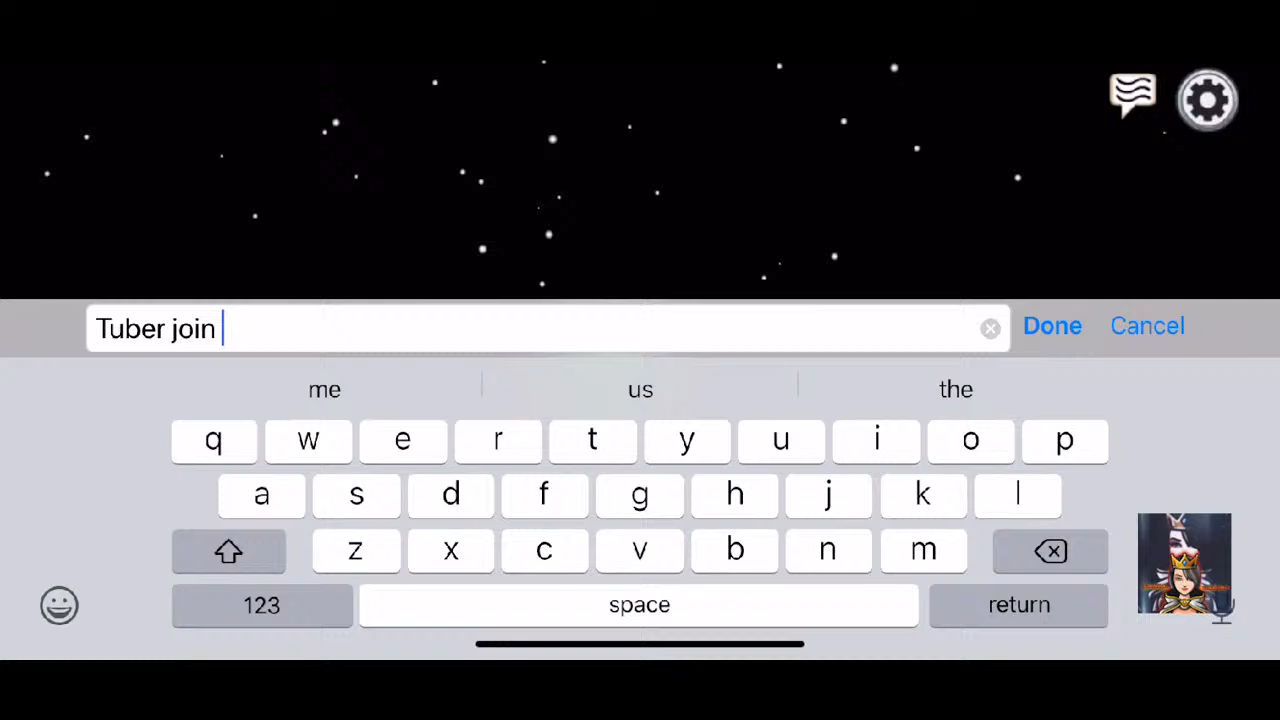 Tuber join
Done
Cancel
me
us
the
q w e r t y u i o p
a s d f g h j k l
z x c v b n m
123
space
return